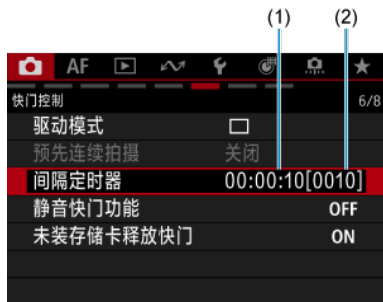 (1) (2)
AF
快门控制 6/8
驱动模式
预先连续拍摄 关闭
间隔定时器 00:00:10[0010]
静音快门功能 OFF
未装存储卡释放快门 ON